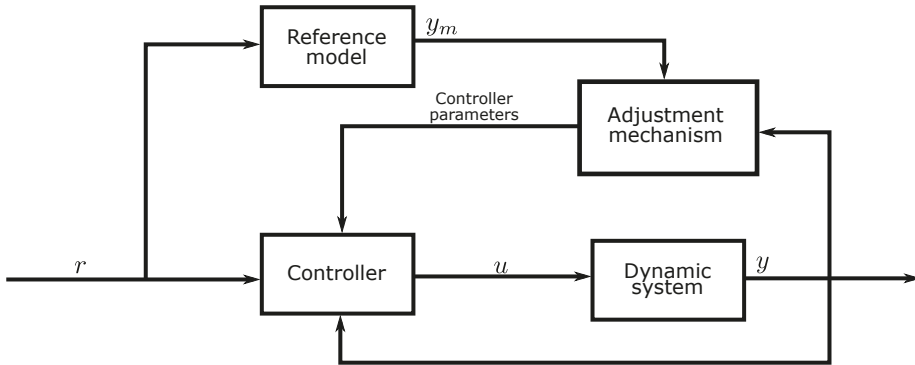 Reference
model
y_m
Controller
parameters
Adjustment
mechanism
r
Controller
u
Dynamic
system
y